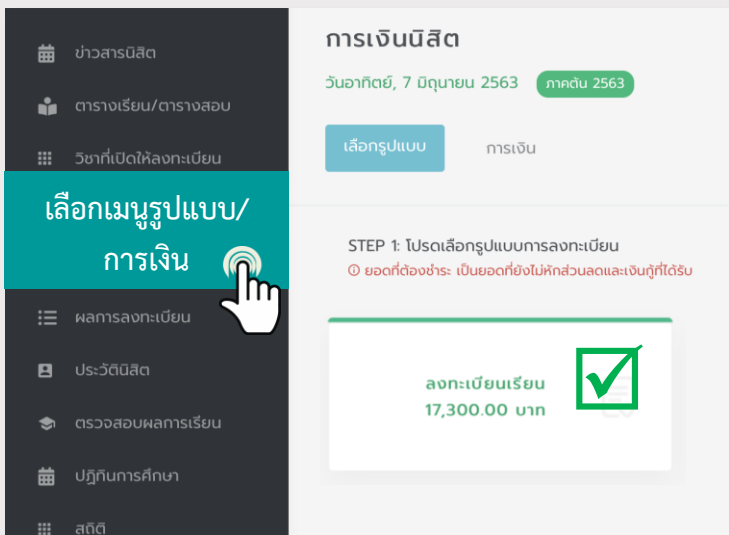 ข่าวสารนิสิต
ตารางเรียน/ตารางสอบ
วิชาที่เปิดให้ลงทะเบียน
เลือกเมนูรูปแบบ/
การเงิน
ผลการลงทะเบียน
ประวัตินิสิต
ตรวจสอบผลการเรียน
ปฏิทินการศึกษา
สถิติ
การเงินนิสิต
วันอาทิตย์, 7 มิถุนายน 2563 ภาคต้น 2563
เลือกรูปแบบ การเงิน
STEP 1: โปรดเลือกรูปแบบการลงทะเบียน
ยอดที่ต้องชำระ เป็นยอดที่ยังไม่หักส่วนลดและเงินกู้ที่ได้รับ
ลงทะเบียนเรียน
17,300.00 บาท